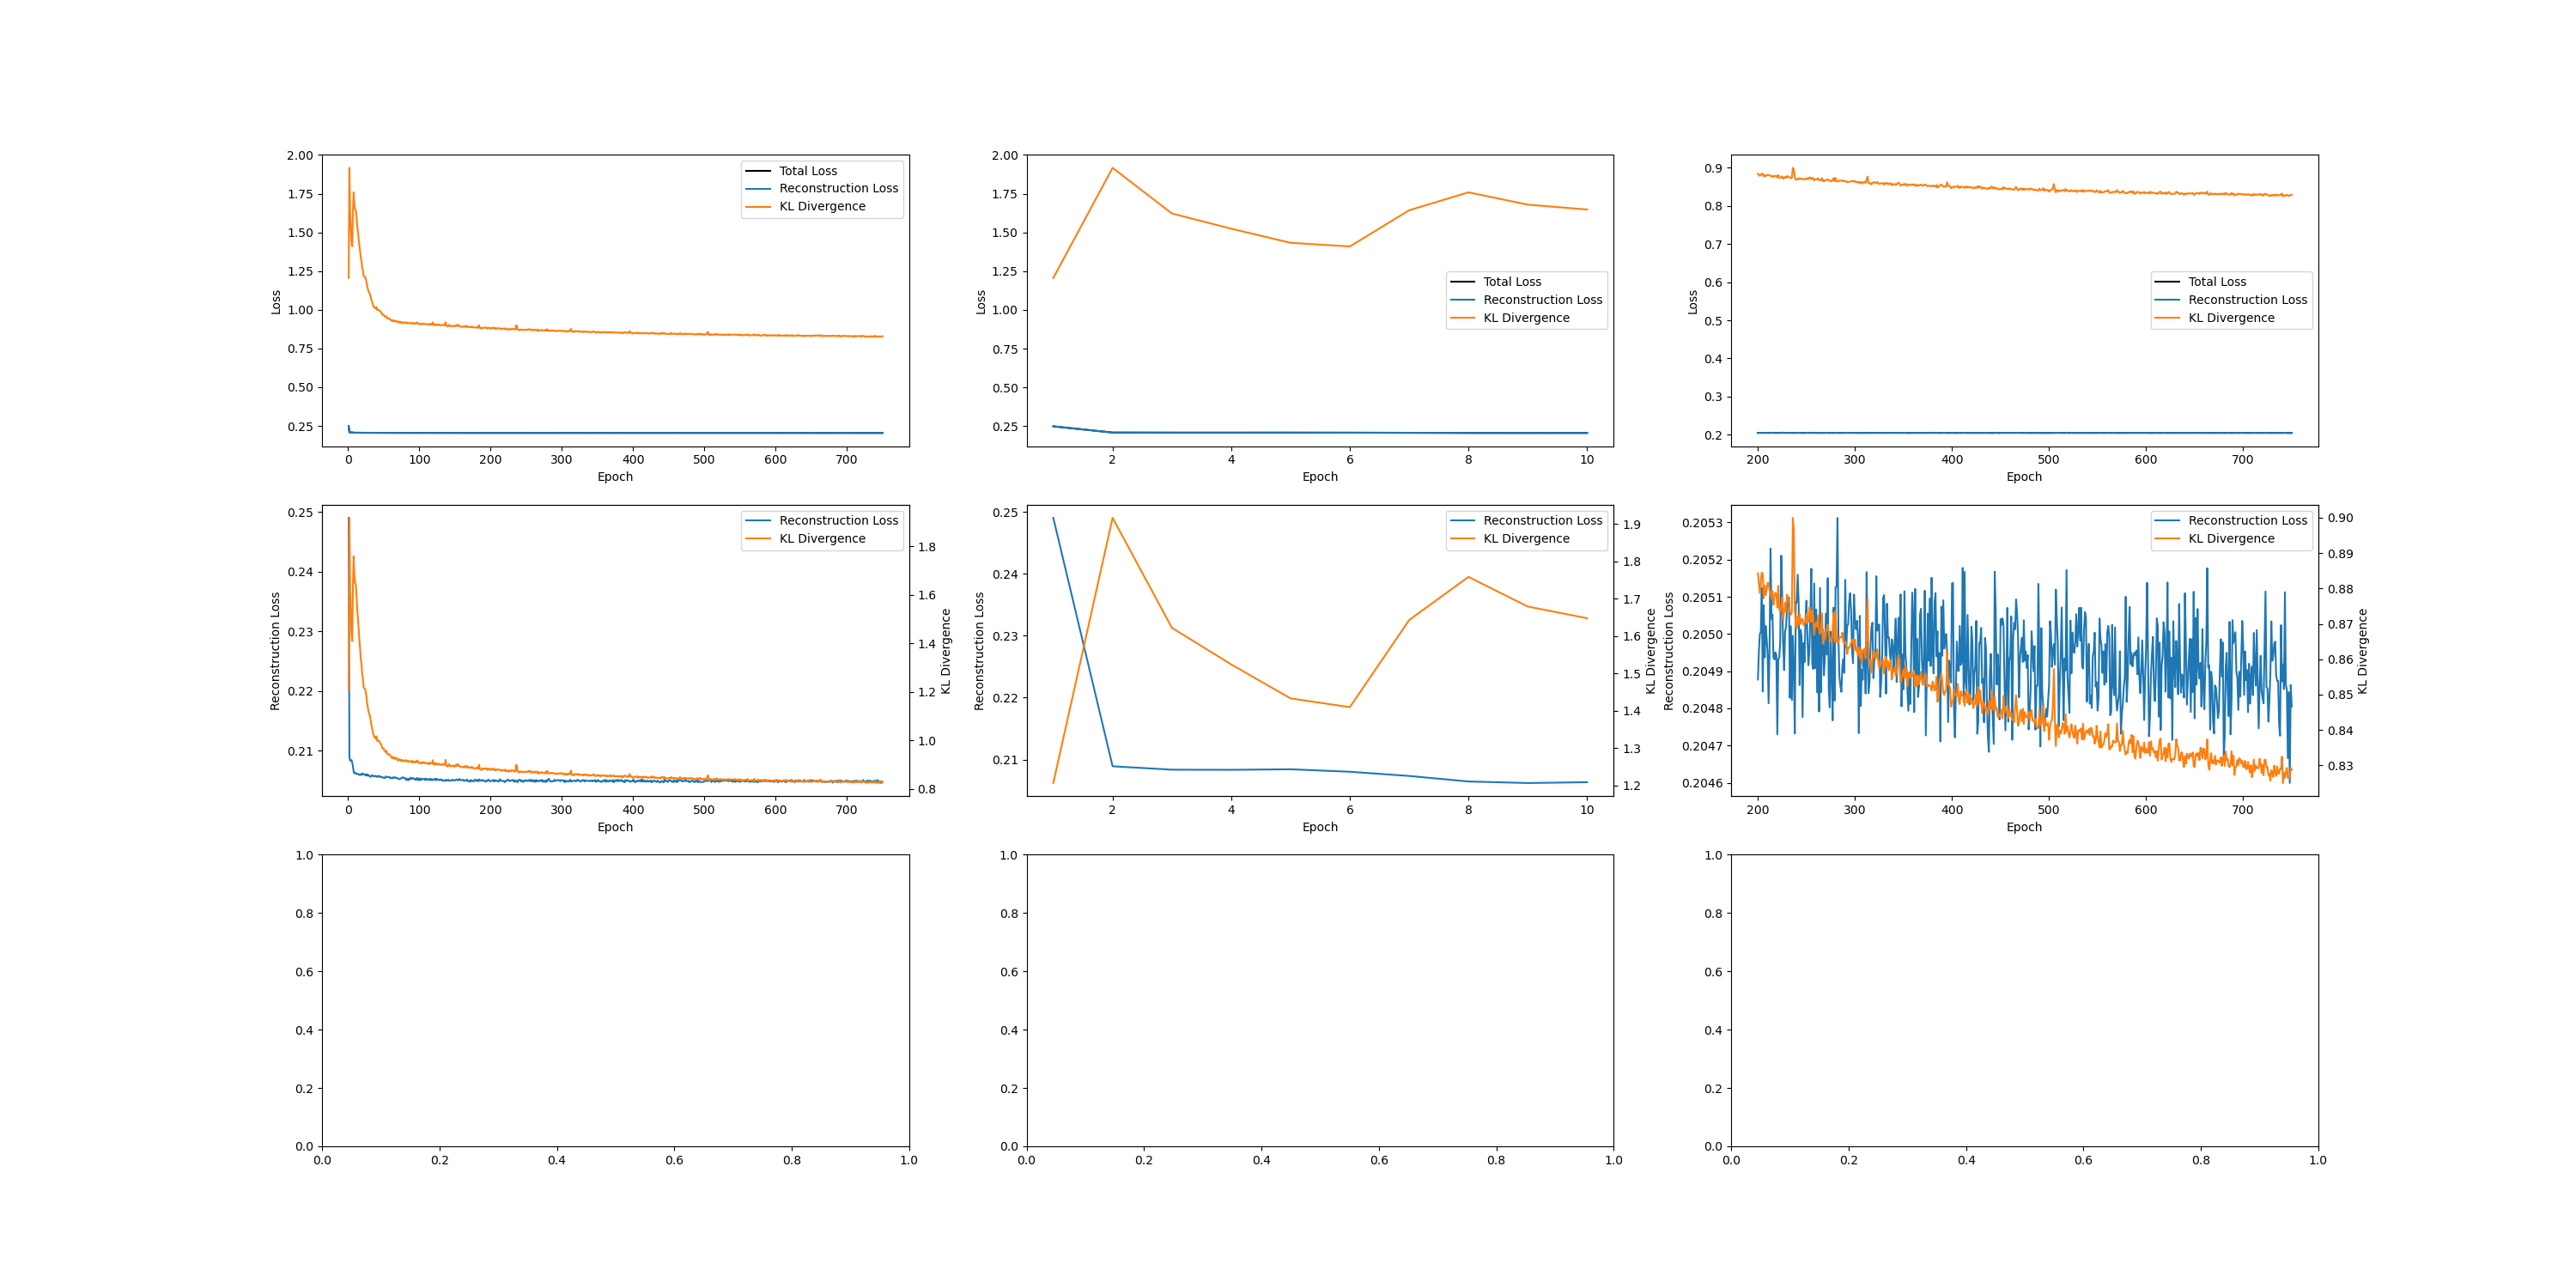 2.00
1.75
1.50
1.25
1.00
0.75
0.50
0.25
Loss
0 100 200 300 400 500 600 700
Epoch
Total Loss
Reconstruction Loss
KL Divergence
2.00
1.75
1.50
1.25
1.00
0.75
0.50
0.25
Loss
2 4 6 8 10
Epoch
Total Loss
Reconstruction Loss
KL Divergence
0.9
0.8
0.7
0.6
0.5
0.4
0.3
0.2
Loss
200 300 400 500 600 700
Epoch
Total Loss
Reconstruction Loss
KL Divergence
0.25
0.24
0.23
0.22
0.21
Reconstruction Loss
0 100 200 300 400 500 600 700
Epoch
Reconstruction Loss
KL Divergence
1.8
1.6
1.4
1.2
1.0
0.8
KL Divergence
0.25
0.24
0.23
0.22
0.21
Reconstruction Loss
2 4 6 8 10
Epoch
Reconstruction Loss
KL Divergence
1.9
1.8
1.7
1.6
1.5
1.4
1.3
1.2
KL Divergence
0.2053
0.2052
0.2051
0.2050
0.2049
0.2048
0.2047
0.2046
Reconstruction Loss
200 300 400 500 600 700
Epoch
Reconstruction Loss
KL Divergence
0.90
0.89
0.88
0.87
0.86
0.85
0.84
0.83
KL Divergence
1.0
0.8
0.6
0.4
0.2
0.0
0.0 0.2 0.4 0.6 0.8 1.0
1.0
0.8
0.6
0.4
0.2
0.0
0.0 0.2 0.4 0.6 0.8 1.0
1.0
0.8
0.6
0.4
0.2
0.0
0.0 0.2 0.4 0.6 0.8 1.0